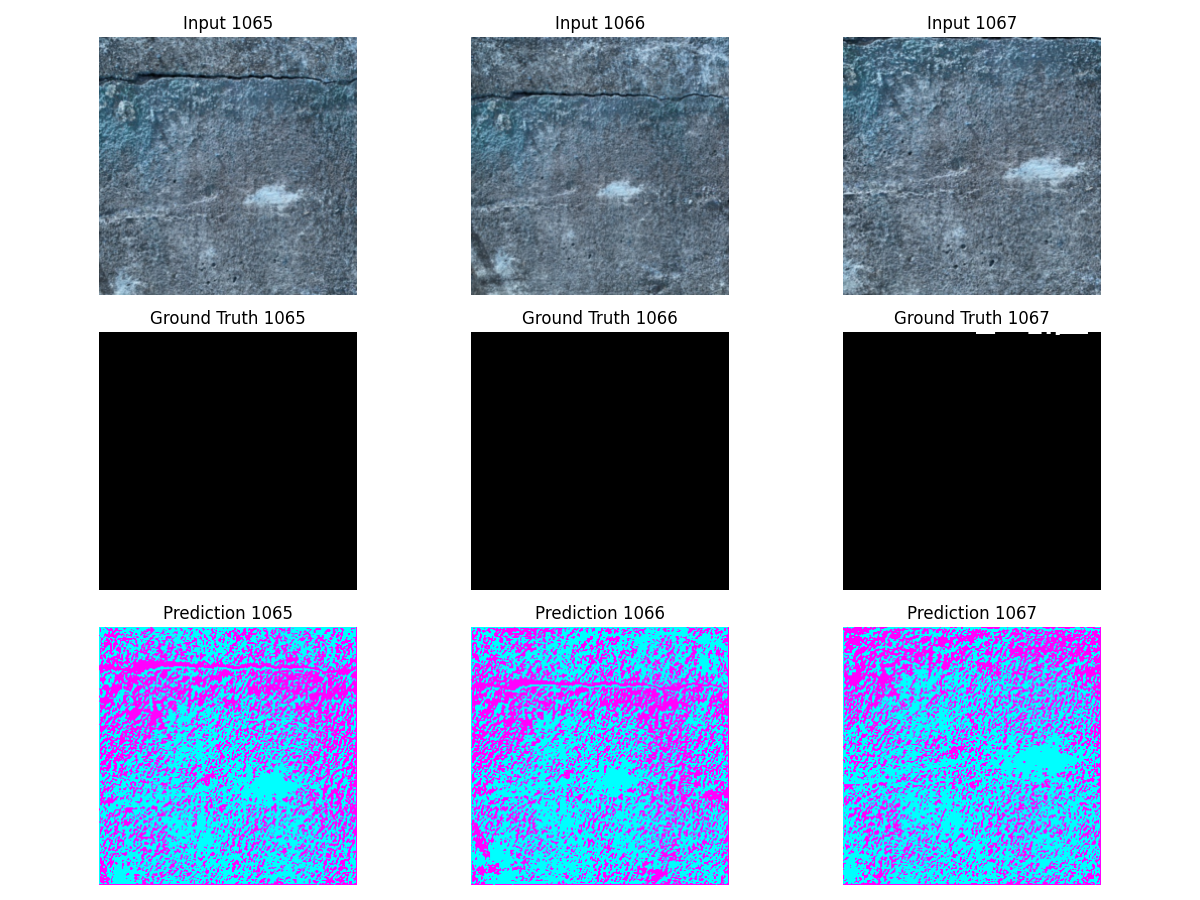 Input 1065
Input 1066
Input 1067
Ground Truth 1065
Ground Truth 1066
Ground Truth 1067
Prediction 1065
Prediction 1066
Prediction 1067